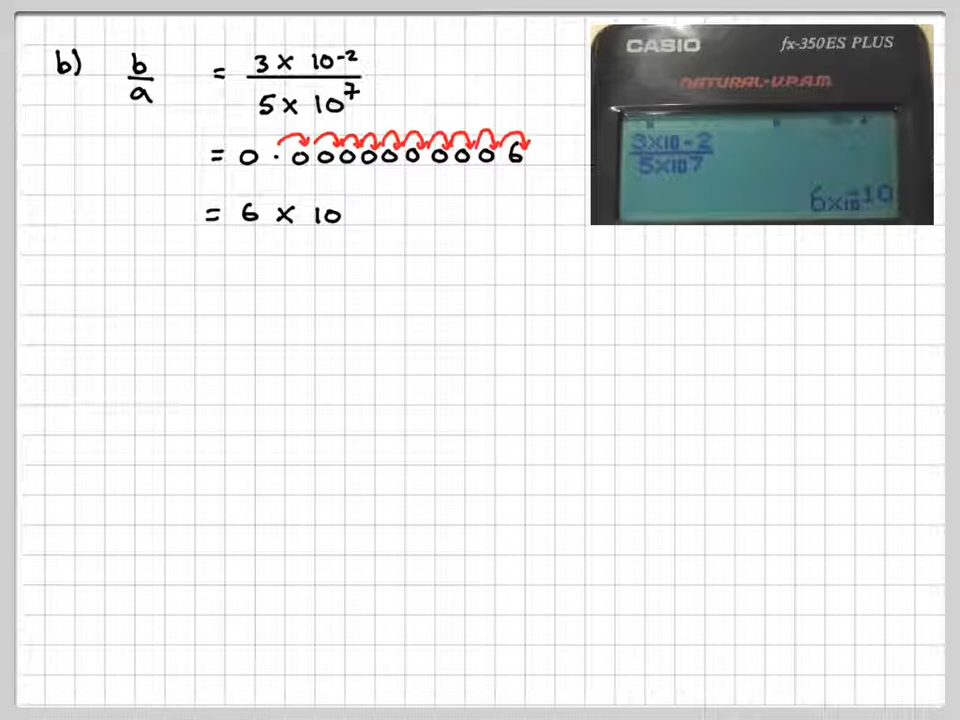 b) b/a = 3 × 10⁻² / 5 × 10⁷
= 0.0000000006
= 6 × 10
CASIO fx-350ES PLUS
NATURAL-V.P.A.M.
3×10-2
5×107
6×10⁻¹⁰